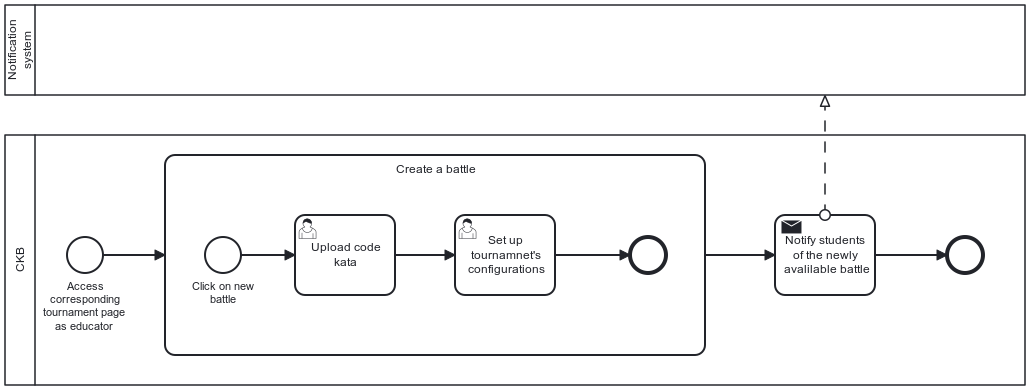 Notification
system
CKB
Create a battle
Access
corresponding
tournament page
as educator
Click on new
battle
Upload code
kata
Set up
tournamnet's
configurations
Notify students
of the newly
avalilable battle